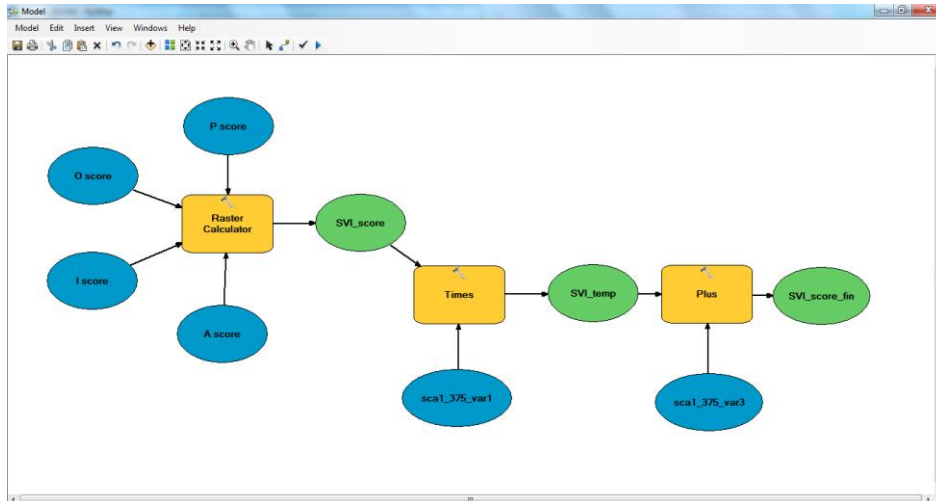 Model
Model Edit Insert View Windows Help
P score
O score
Raster
Calculator
SVI_score
I score
A score
Times
SVI_temp
Plus
SVI_score_fin
sca1_375_var1
sca1_375_var3